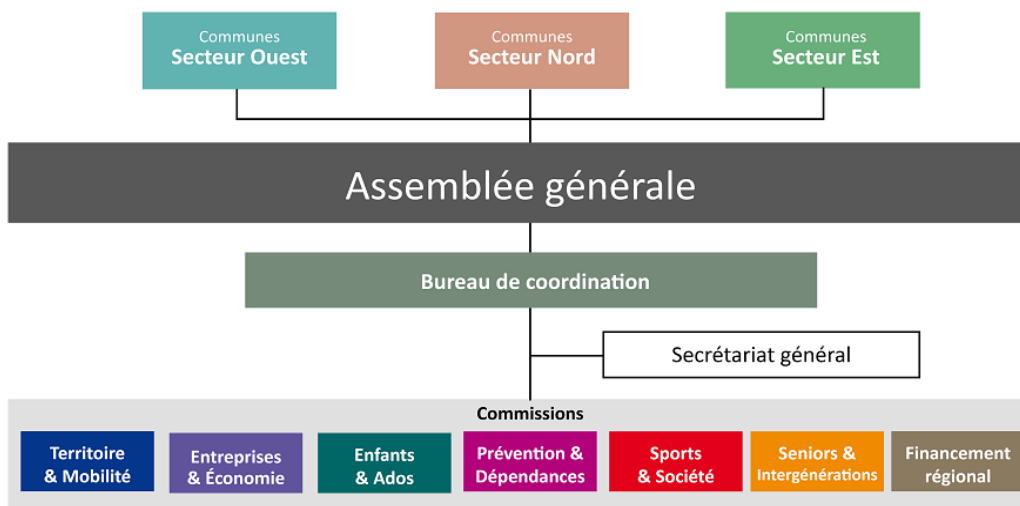 Communes
Secteur Ouest
Communes
Secteur Nord
Communes
Secteur Est
Assemblée générale
Bureau de coordination
Secrétariat général
Commissions
Territoire
& Mobilité
Entreprises
& Économie
Enfants
& Ados
Prévention &
Dépendances
Sports
& Société
Seniors &
Intergénérations
Financement
régional